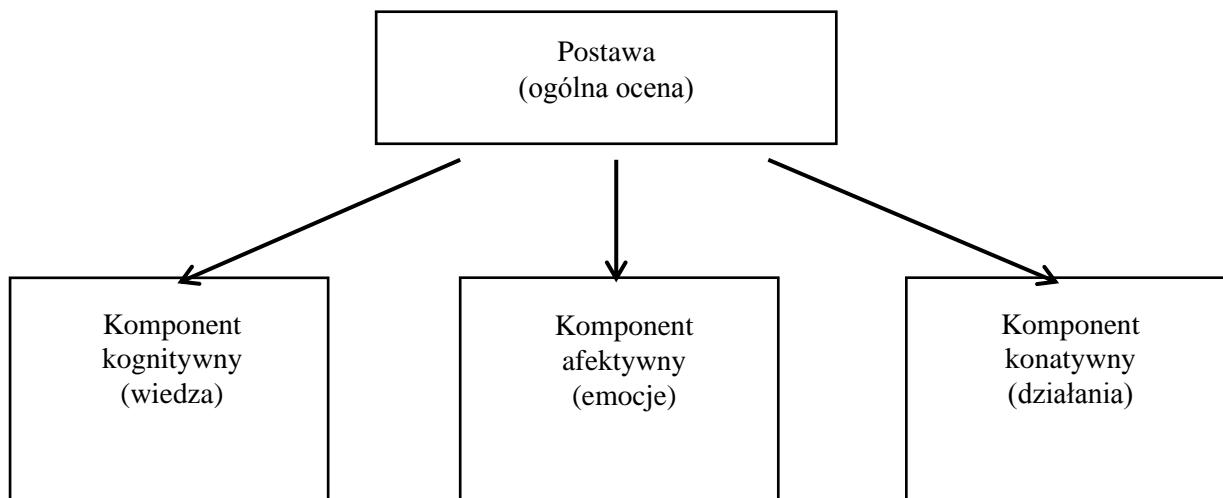 Postawa
(ogólna ocena)
Komponent
kognitywny
(wiedza)
Komponent
afektywny
(emocje)
Komponent
konatywny
(działania)